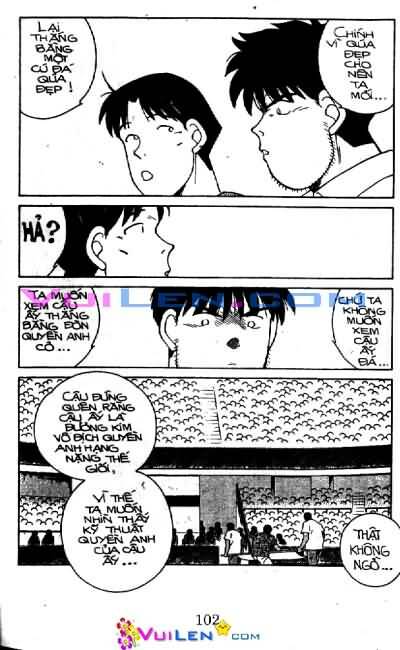 LẠI
THẮNG
BẰNG
MỘT
CÚ ĐÁ
QUÁ
ĐẸP !
CHÍNH
VÌ QÚA
ĐẸP
CHO
NÊN
TA
MỚI...
HẢ?
TA MUỐN
XEM CẬU
ẤY THẮNG
BẰNG ĐÒN
QUYỀN ANH
CƠ ...
CHỨ TA
KHÔNG
MUỐN
XEM
CẬU
ẤY
ĐÁ...
VUILEN.COM
CẬU ĐỪNG
QUÊN RẰNG
CẬU ẤY LÀ
ĐƯƠNG KIM
VÔ ĐỊCH QUYỀN
ANH HẠNG
NẶNG THẾ
GIỚI,
VÌ THẾ
TA MUỐN
NHÌN THẤY
KỸ THUẬT
QUYỀN ANH
CỦA CẬU
ẤY ...
THẬT
KHÔNG
NGỜ...
102
VUILEN.COM